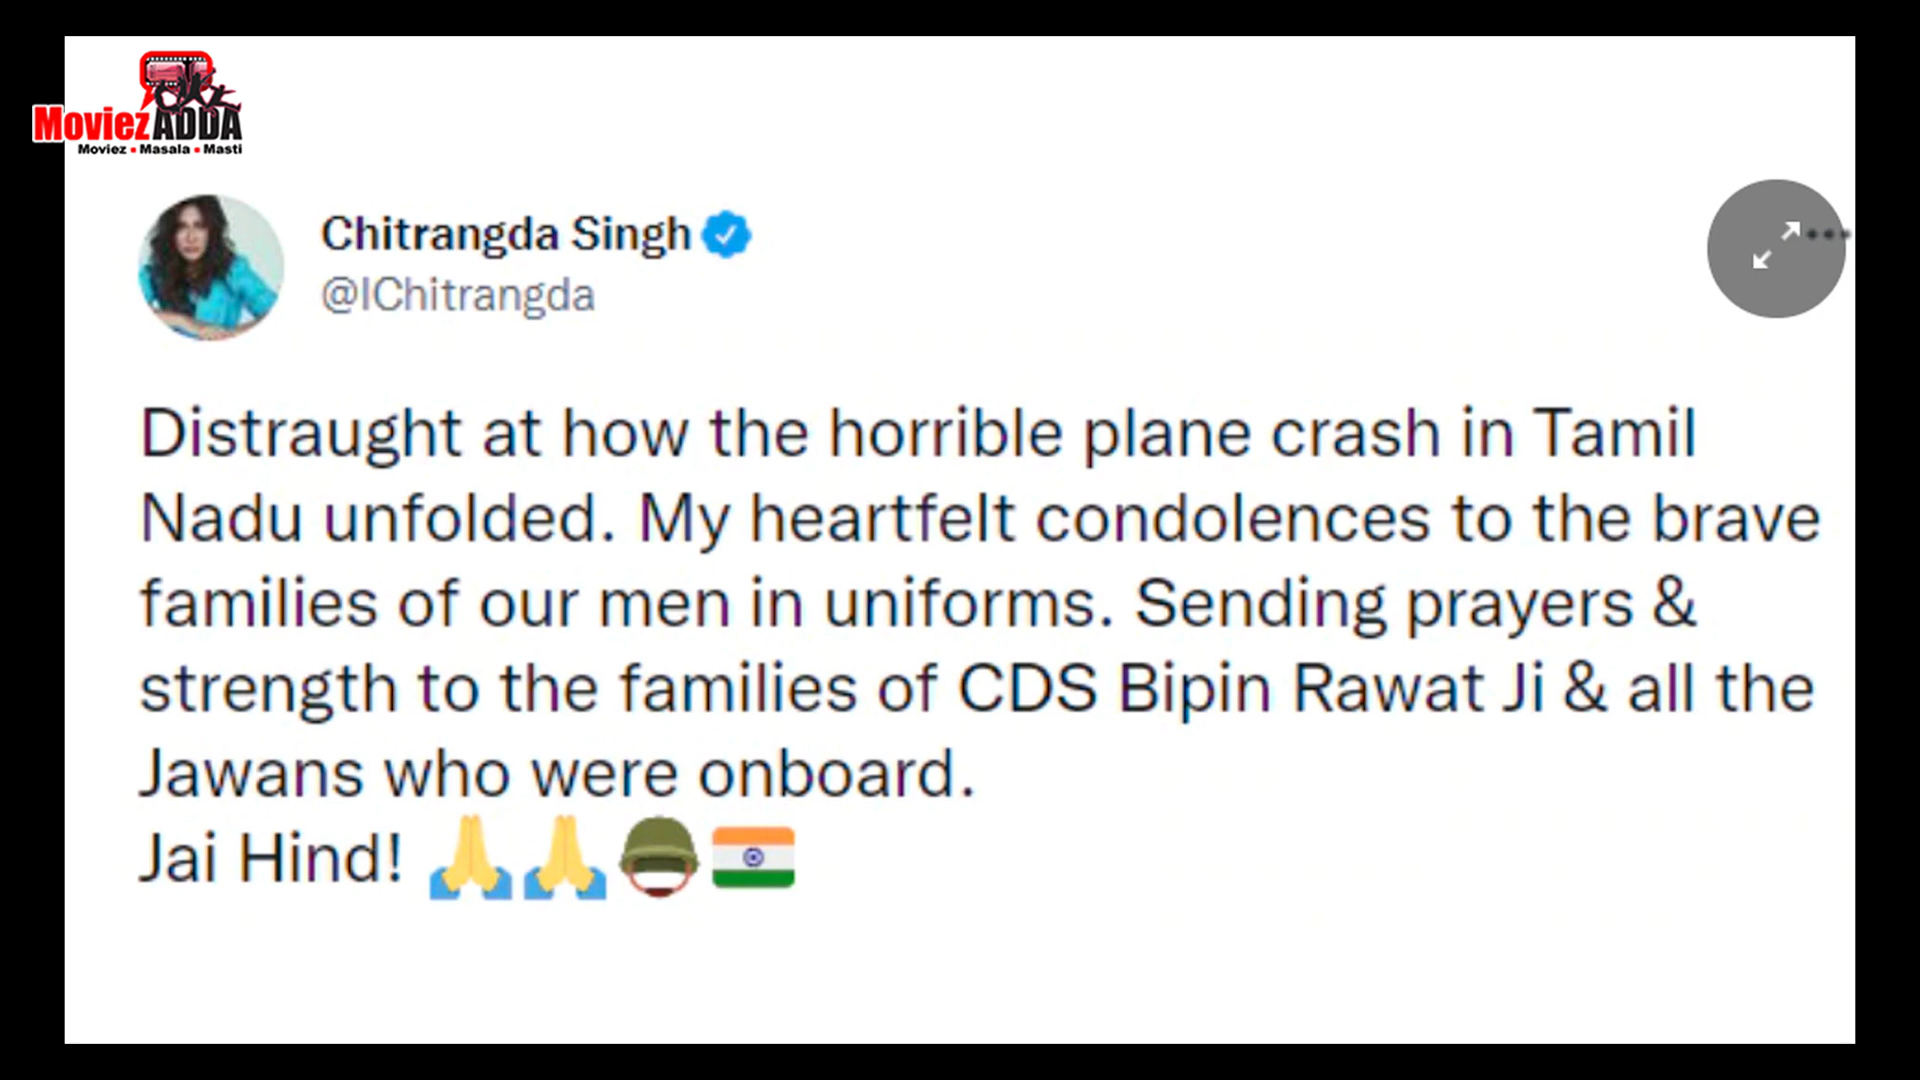 MoviezADDA
Moviez • Masala • Masti
Chitrangda Singh
@IChitrangda
Distraught at how the horrible plane crash in Tamil
Nadu unfolded. My heartfelt condolences to the brave
families of our men in uniforms. Sending prayers &
strength to the families of CDS Bipin Rawat Ji & all the
Jawans who were onboard.
Jai Hind! 🙏🙏🪖🇮🇳